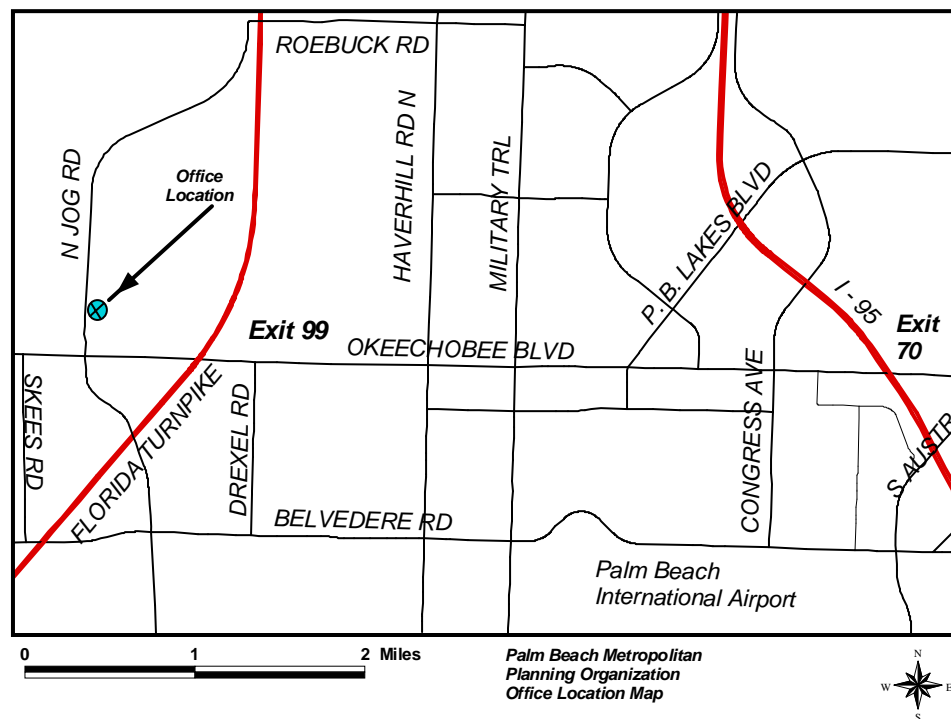 ROEBUCK RD
N JOG RD
Office
Location
HAVERHILL RD N
MILITARY TRL
P. B. LAKES BLVD
I - 95
Exit 99
Exit
70
OKEECHOBEE BLVD
SKEES RD
FLORIDA TURNPIKE
DREXEL RD
CONGRESS AVE
S AUSTR
BELVEDERE RD
Palm Beach
International Airport
0 1 2 Miles
Palm Beach Metropolitan
Planning Organization
Office Location Map
N
W E
S